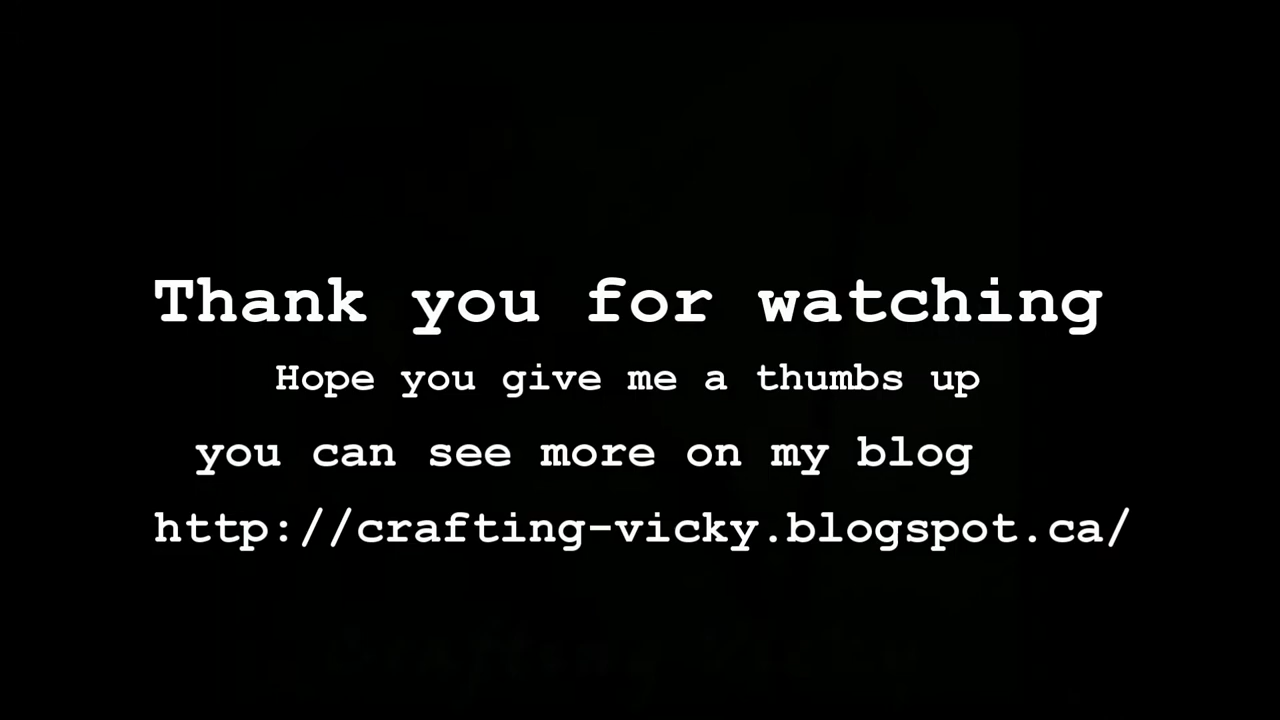 Thank you for watching
Hope you give me a thumbs up
you can see more on my blog
http://crafting-vicky.blogspot.ca/